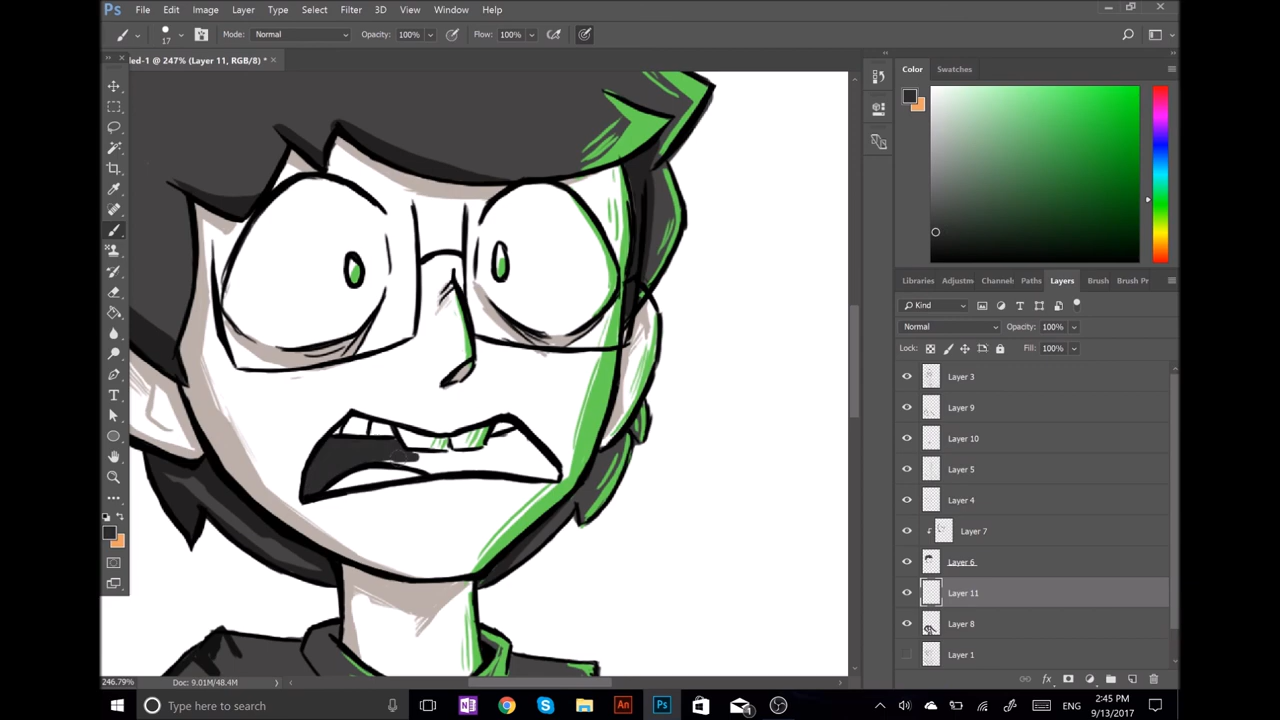 Ps File Edit Image Layer Type Select Filter 3D View Window Help
17 Mode: Normal Opacity: 100% Flow: 100%
led-1 @ 247% (Layer 11, RGB/8) *
Color Swatches
Libraries Adjustm Channel Paths Layers Brush Brush Pr
Kind
Normal Opacity: 100%
Lock: Fill: 100%
Layer 3
Layer 9
Layer 10
Layer 5
Layer 4
Layer 7
Layer 6
Layer 11
Layer 8
Layer 1
246.79% Doc: 9.01M/48.4M
Type here to search
An Ps ENG 2:45 PM
9/13/2017